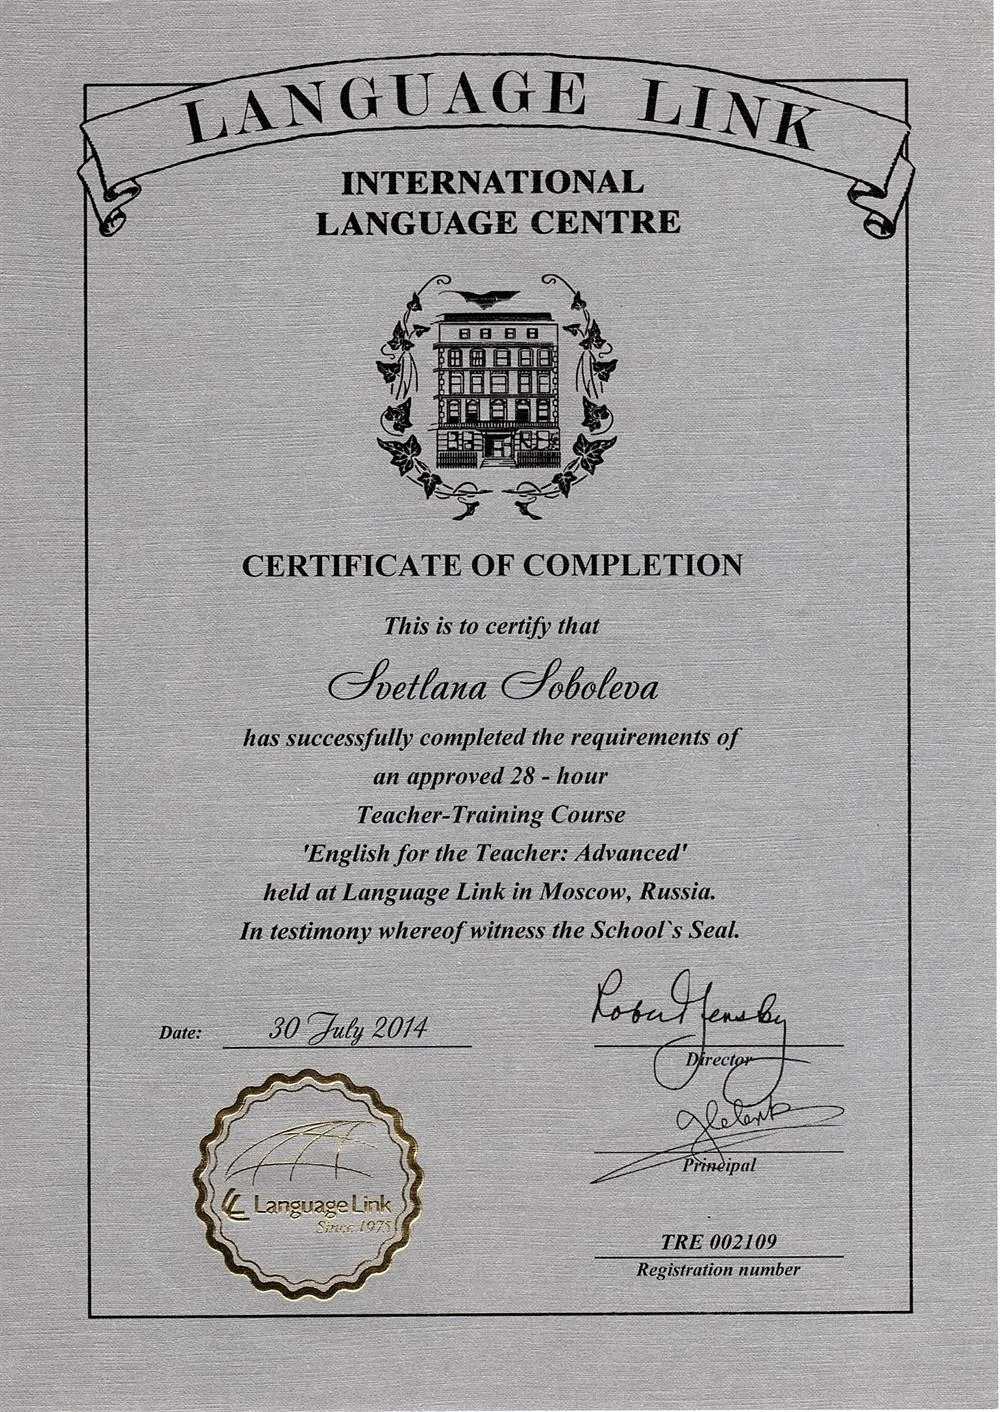 LANGUAGE LINK
INTERNATIONAL
LANGUAGE CENTRE
CERTIFICATE OF COMPLETION
This is to certify that
Svetlana Soboleva
has successfully completed the requirements of
an approved 28 - hour
Teacher-Training Course
'English for the Teacher: Advanced'
held at Language Link in Moscow, Russia.
In testimony whereof witness the School`s Seal.
Date: 30 July 2014
Robert Jensky
Director
Principal
Language Link
Since 1975
TRE 002109
Registration number